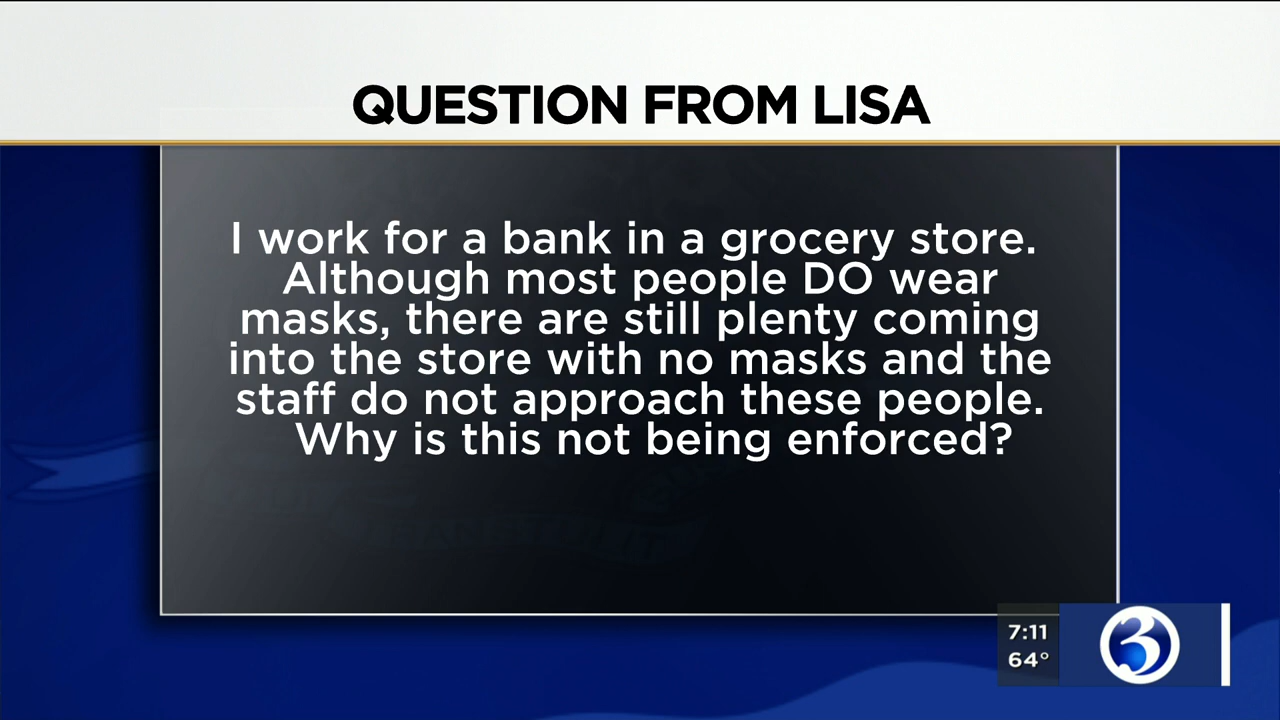 QUESTION FROM LISA
I work for a bank in a grocery store.
Although most people DO wear
masks, there are still plenty coming
into the store with no masks and the
staff do not approach these people.
Why is this not being enforced?
7:11
64°
3